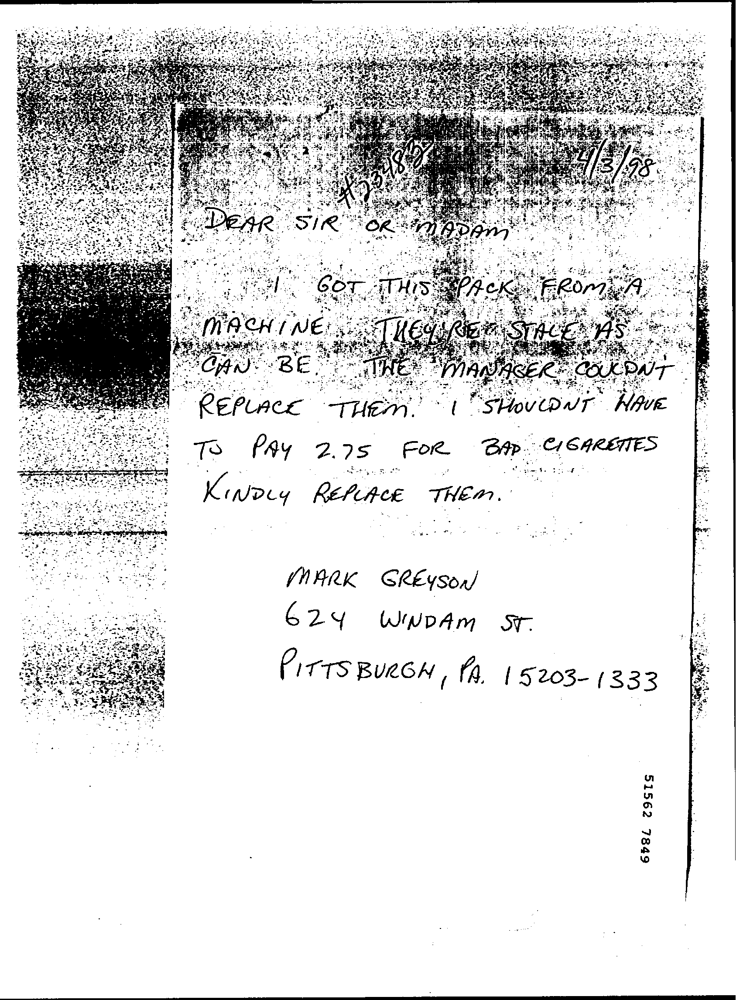 #234832
4/3/98
DEAR SIR OR MADAM
I GOT THIS PACK FROM A
MACHINE. THEY'RE STALE AS
CAN BE. THE MANAGER COULDNT
REPLACE THEM. I SHOULDNT HAVE
TO PAY 2.75 FOR BAD CIGARETTES
KINDLY REPLACE THEM.
MARK GREYSON
624 WINDAM ST.
PITTSBURGH, PA. 15203-1333
51562 7849